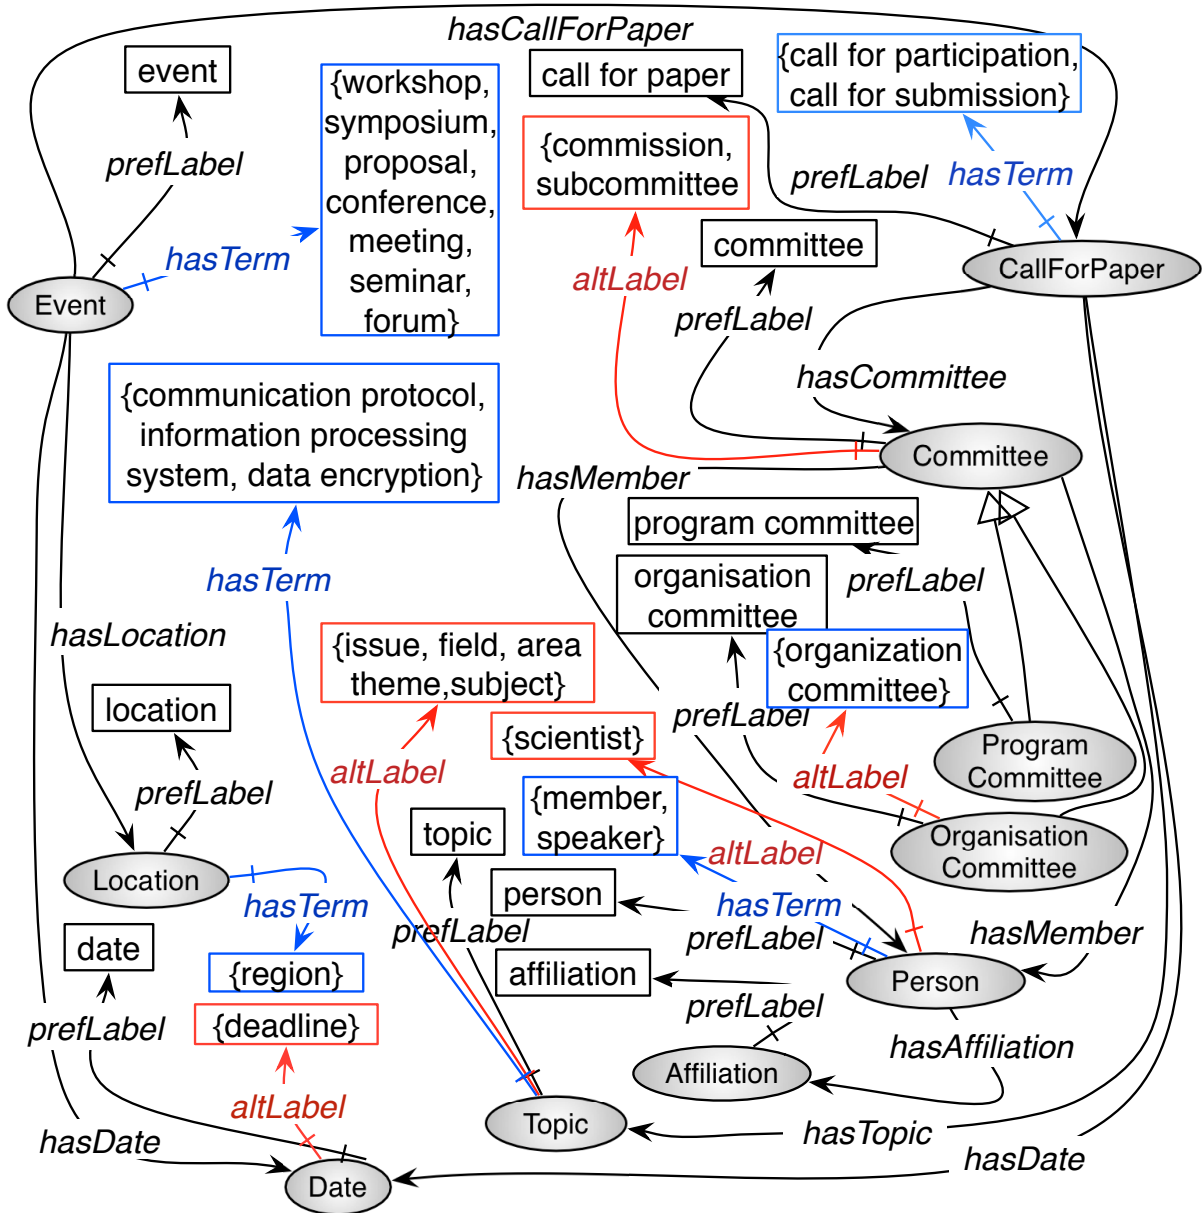 hasCallForPaper
event
{workshop,
symposium,
proposal,
conference,
meeting,
seminar,
forum}
call for paper
{call for participation,
call for submission}
{commission,
subcommittee
prefLabel
prefLabel
hasTerm
committee
hasTerm
altLabel
CallForPaper
Event
prefLabel
hasCommittee
{communication protocol,
information processing
system, data encryption}
Committee
hasMember
program committee
hasTerm
organisation
committee
prefLabel
hasLocation
{issue, field, area
theme,subject}
{organization
committee}
location
prefLabel
{scientist}
Program
Committee
altLabel
altLabel
prefLabel
{member,
speaker}
topic
Organisation
Committee
altLabel
Location
person
hasTerm
hasTerm
prefLabel
prefLabel
hasMember
date
affiliation
{region}
Person
prefLabel
{deadline}
prefLabel
hasAffiliation
Affiliation
altLabel
Topic
hasTopic
hasDate
hasDate
Date